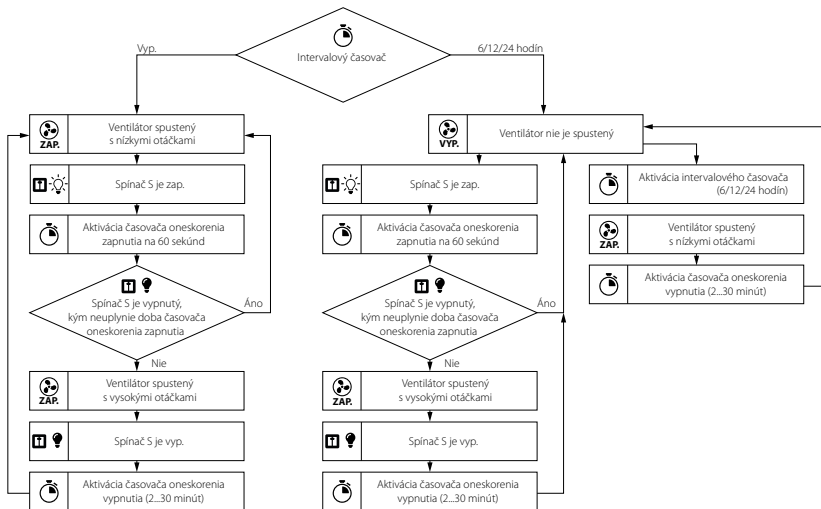 Intervalový časovač
Vyp.
6/12/24 hodín
ZAP.
Ventilátor spustený
s nízkymi otáčkami
Spínač S je zap.
Aktivácia časovača oneskorenia
zapnutia na 60 sekúnd
Spínač S je vypnutý,
kým neuplynie doba časovača
oneskorenia zapnutia
Áno
Nie
ZAP.
Ventilátor spustený
s vysokými otáčkami
Spínač S je vyp.
Aktivácia časovača oneskorenia
vypnutia (2...30 minút)
VYP.
Ventilátor nie je spustený
Spínač S je zap.
Aktivácia časovača oneskorenia
zapnutia na 60 sekúnd
Spínač S je vypnutý,
kým neuplynie doba časovača
oneskorenia zapnutia
Áno
Nie
ZAP.
Ventilátor spustený
s vysokými otáčkami
Spínač S je vyp.
Aktivácia časovača oneskorenia
vypnutia (2...30 minút)
Aktivácia intervalového časovača
(6/12/24 hodín)
ZAP.
Ventilátor spustený
s nízkymi otáčkami
Aktivácia časovača oneskorenia
vypnutia (2...30 minút)